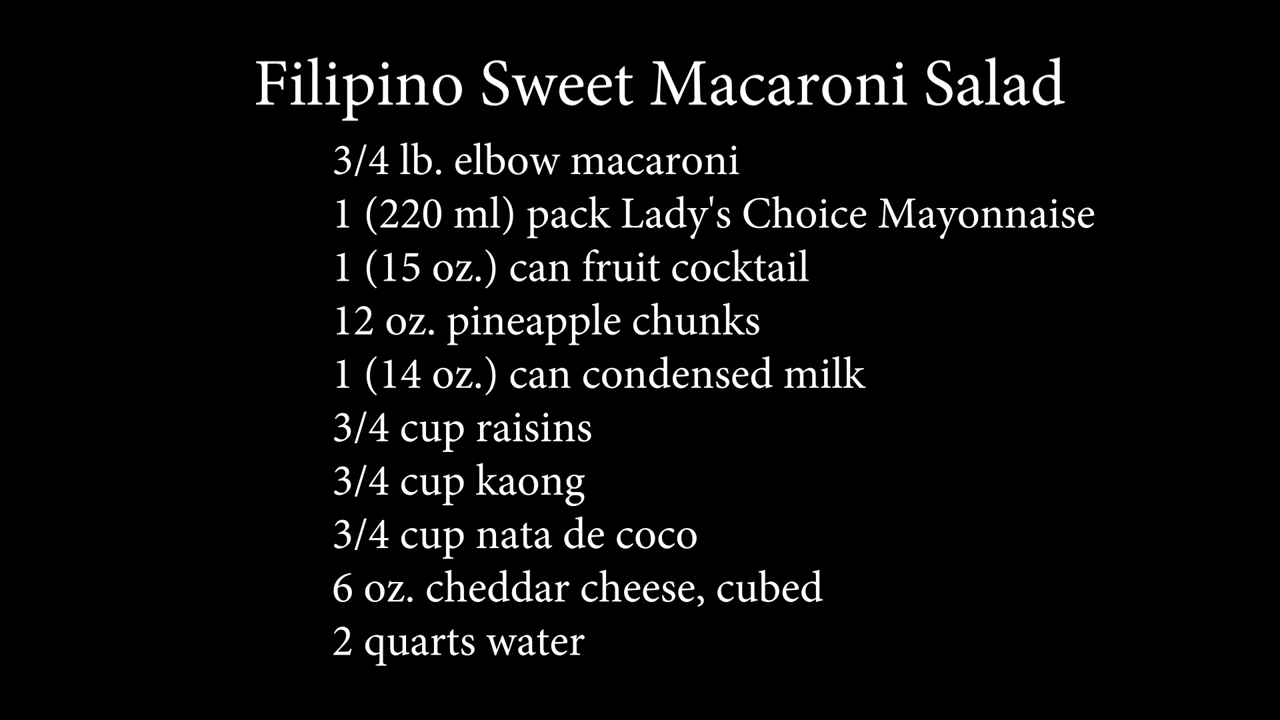 Filipino Sweet Macaroni Salad
3/4 lb. elbow macaroni
1 (220 ml) pack Lady's Choice Mayonnaise
1 (15 oz.) can fruit cocktail
12 oz. pineapple chunks
1 (14 oz.) can condensed milk
3/4 cup raisins
3/4 cup kaong
3/4 cup nata de coco
6 oz. cheddar cheese, cubed
2 quarts water